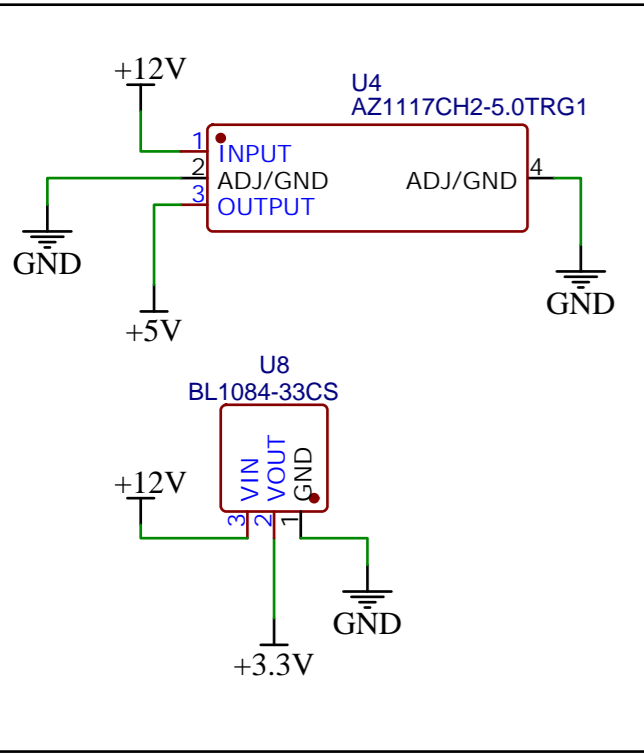 +12V
U4
AZ1117CH2-5.0TRG1
1
INPUT
2
ADJ/GND
ADJ/GND
4
3
OUTPUT
GND
GND
+5V
U8
BL1084-33CS
+12V
VIN
VOUT
GND
3
2
1
GND
+3.3V